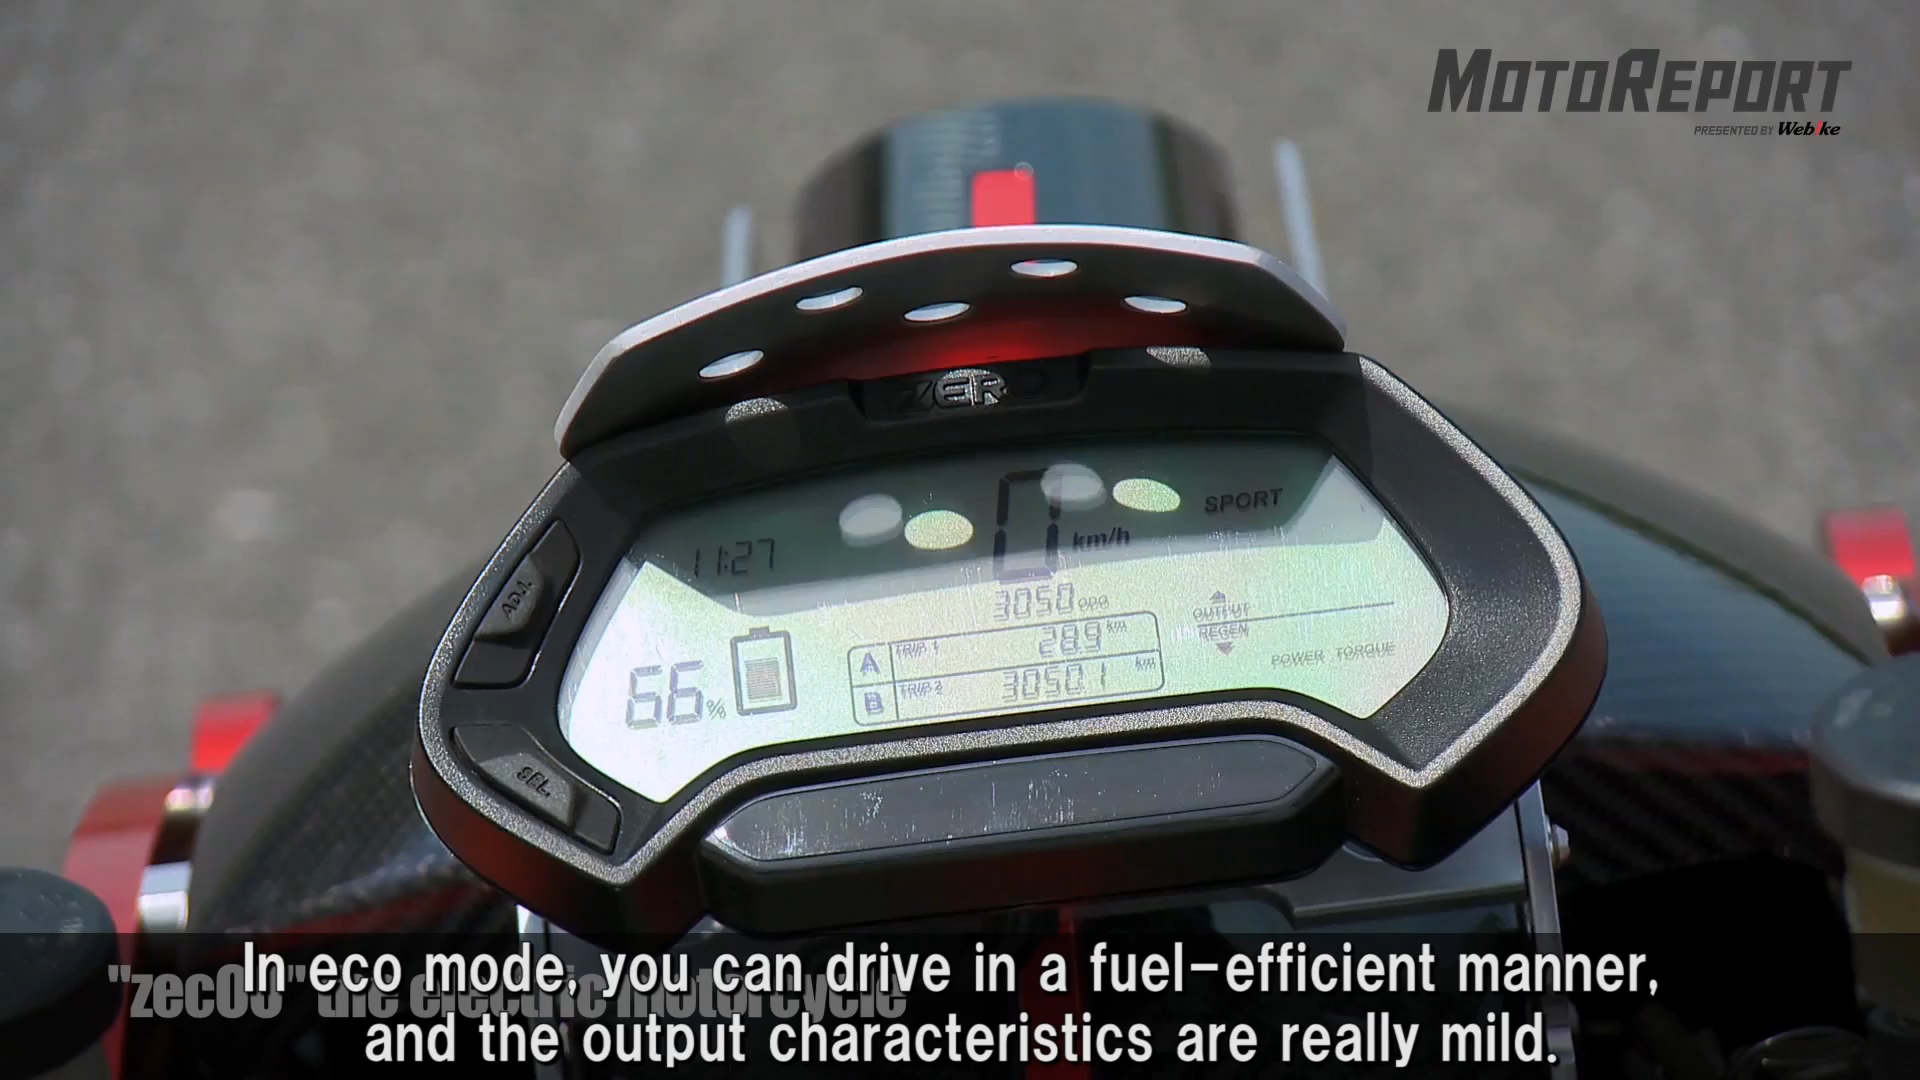 MOTOREPORT
PRESENTED BY Webike
ZERO
SPORT
0 km/h
11:27
3050 ODO
A TRIP 1 28.9 km
B TRIP 2 3050.1 km
OUTPUT
REGEN
POWER TORQUE
66%
ADJ.
SEL.
"zec00" the electric motorcycle
In eco mode, you can drive in a fuel-efficient manner,
and the output characteristics are really mild.